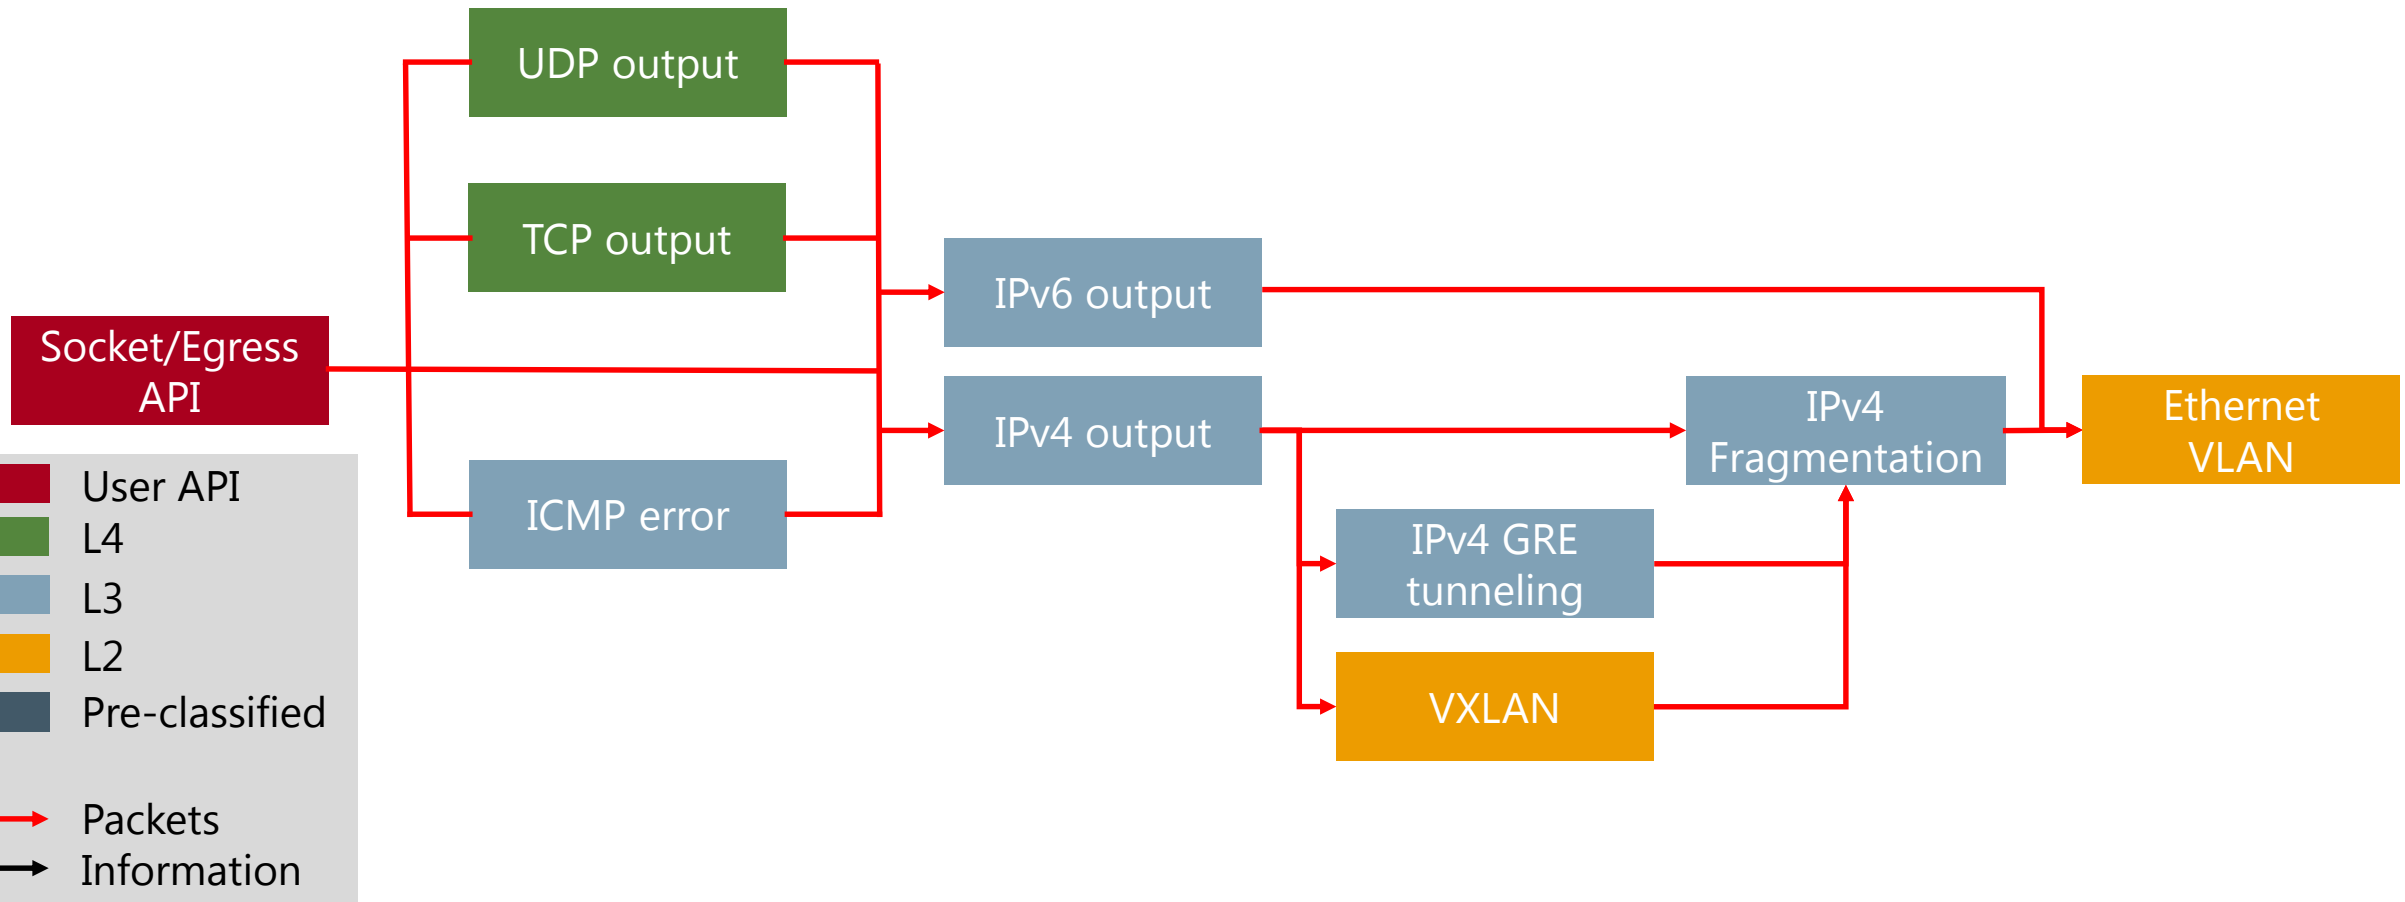 UDP output
TCP output
IPv6 output
Socket/Egress
API
IPv4 output
IPv4
Fragmentation
Ethernet
VLAN
ICMP error
IPv4 GRE
tunneling
VXLAN
User API
L4
L3
L2
Pre-classified
Packets
Information